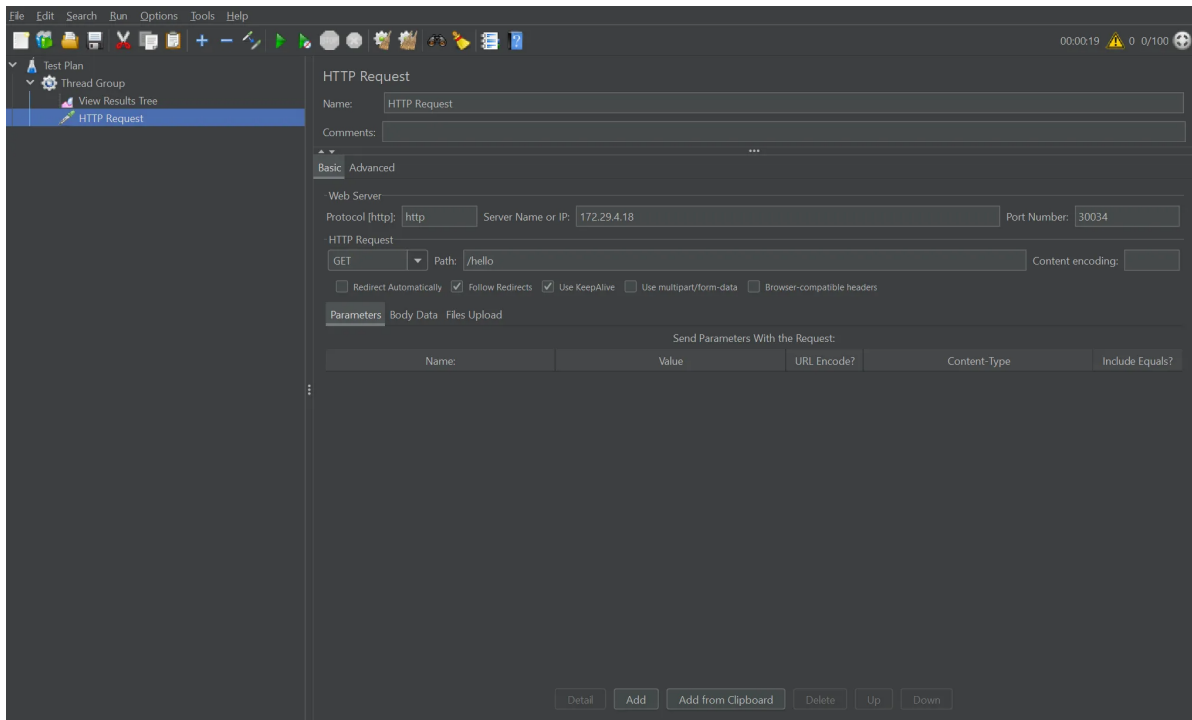 File Edit Search Run Options Tools Help
00:00:19 0 0/100
Test Plan
Thread Group
View Results Tree
HTTP Request
HTTP Request
Name: HTTP Request
Comments:
Basic Advanced
Web Server
Protocol [http]: http Server Name or IP: 172.29.4.18 Port Number: 30034
HTTP Request
GET Path: /hello Content encoding:
Redirect Automatically Follow Redirects Use KeepAlive Use multipart/form-data Browser-compatible headers
Parameters Body Data Files Upload
Send Parameters With the Request:
Name: Value URL Encode? Content-Type Include Equals?
Detail Add Add from Clipboard Delete Up Down